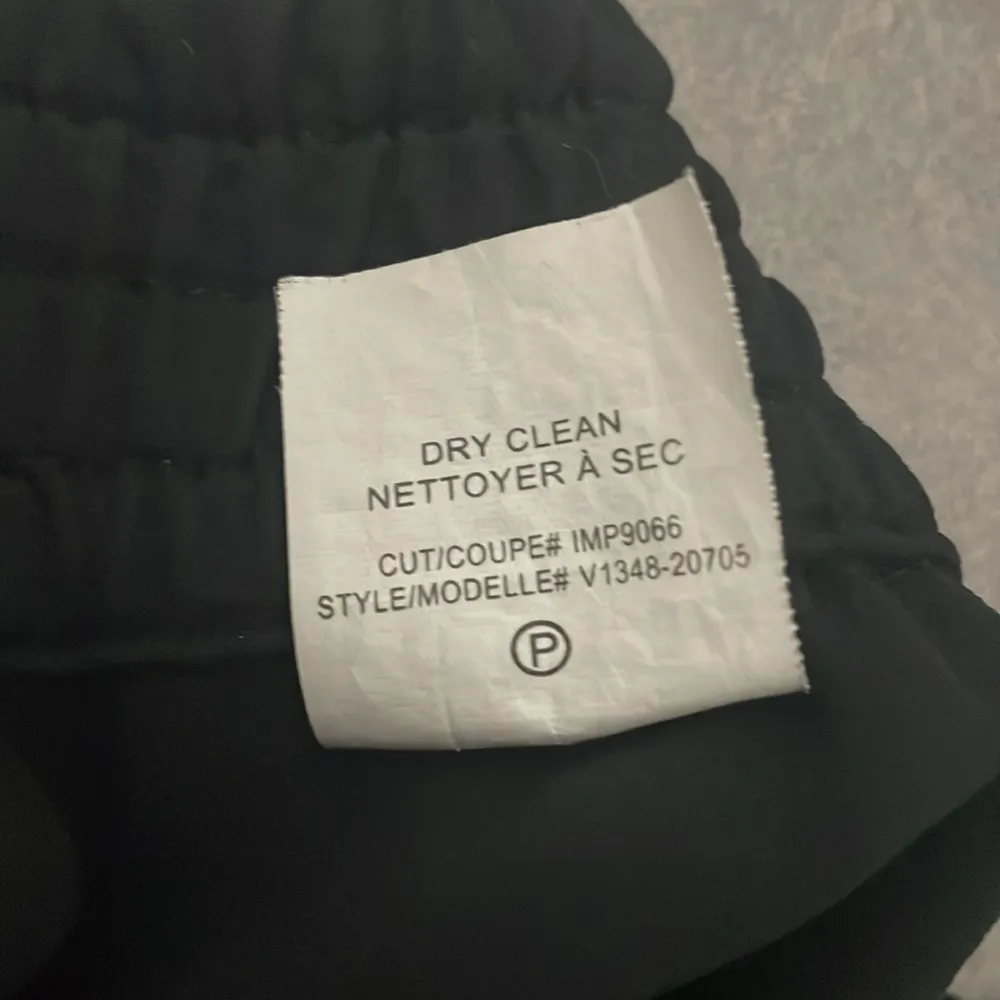 DRY CLEAN
NETTOYER À SEC
CUT/COUPE# IMP9066
STYLE/MODELLE# V1348-20705
P